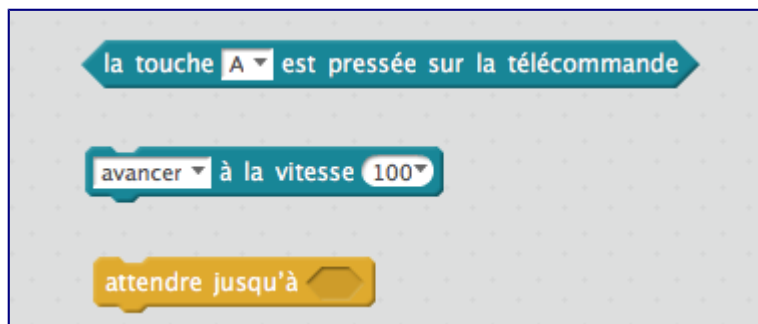 la touche A est pressée sur la télécommande
avancer à la vitesse 100
attendre jusqu'à